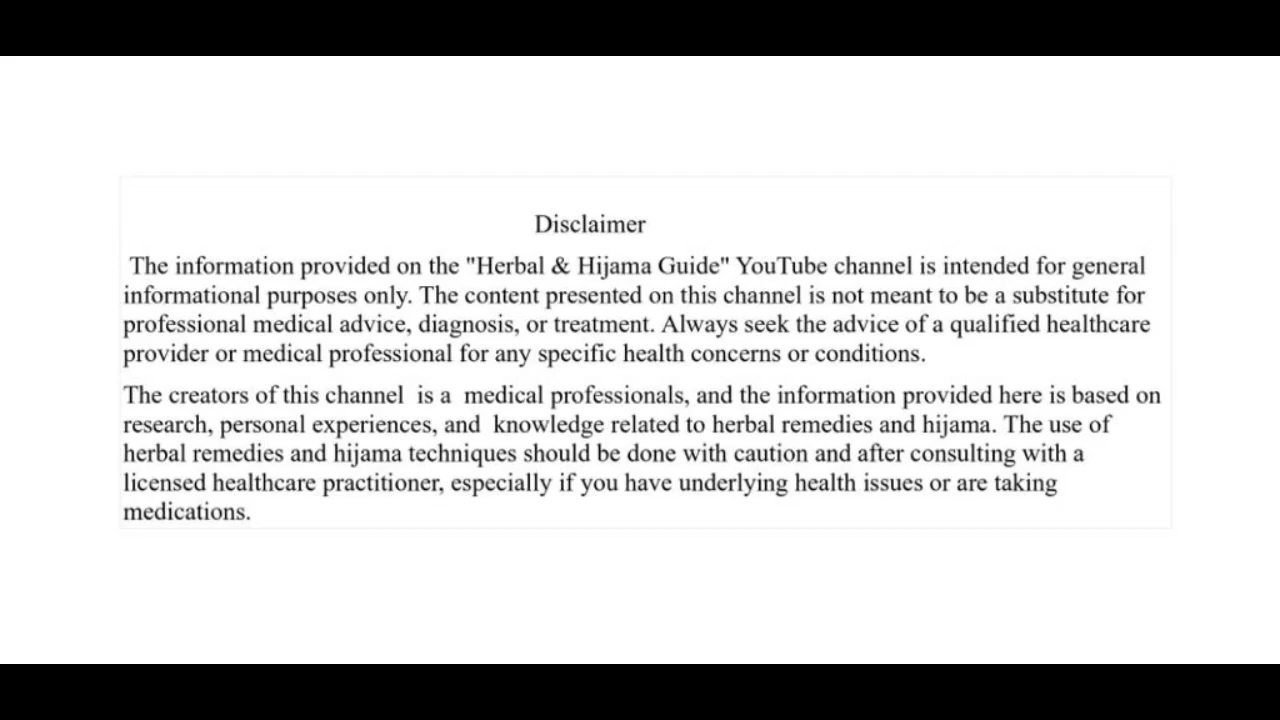 Disclaimer
The information provided on the "Herbal & Hijama Guide" YouTube channel is intended for general
informational purposes only. The content presented on this channel is not meant to be a substitute for
professional medical advice, diagnosis, or treatment. Always seek the advice of a qualified healthcare
provider or medical professional for any specific health concerns or conditions.
The creators of this channel  is a  medical professionals, and the information provided here is based on
research, personal experiences, and  knowledge related to herbal remedies and hijama. The use of
herbal remedies and hijama techniques should be done with caution and after consulting with a
licensed healthcare practitioner, especially if you have underlying health issues or are taking
medications.